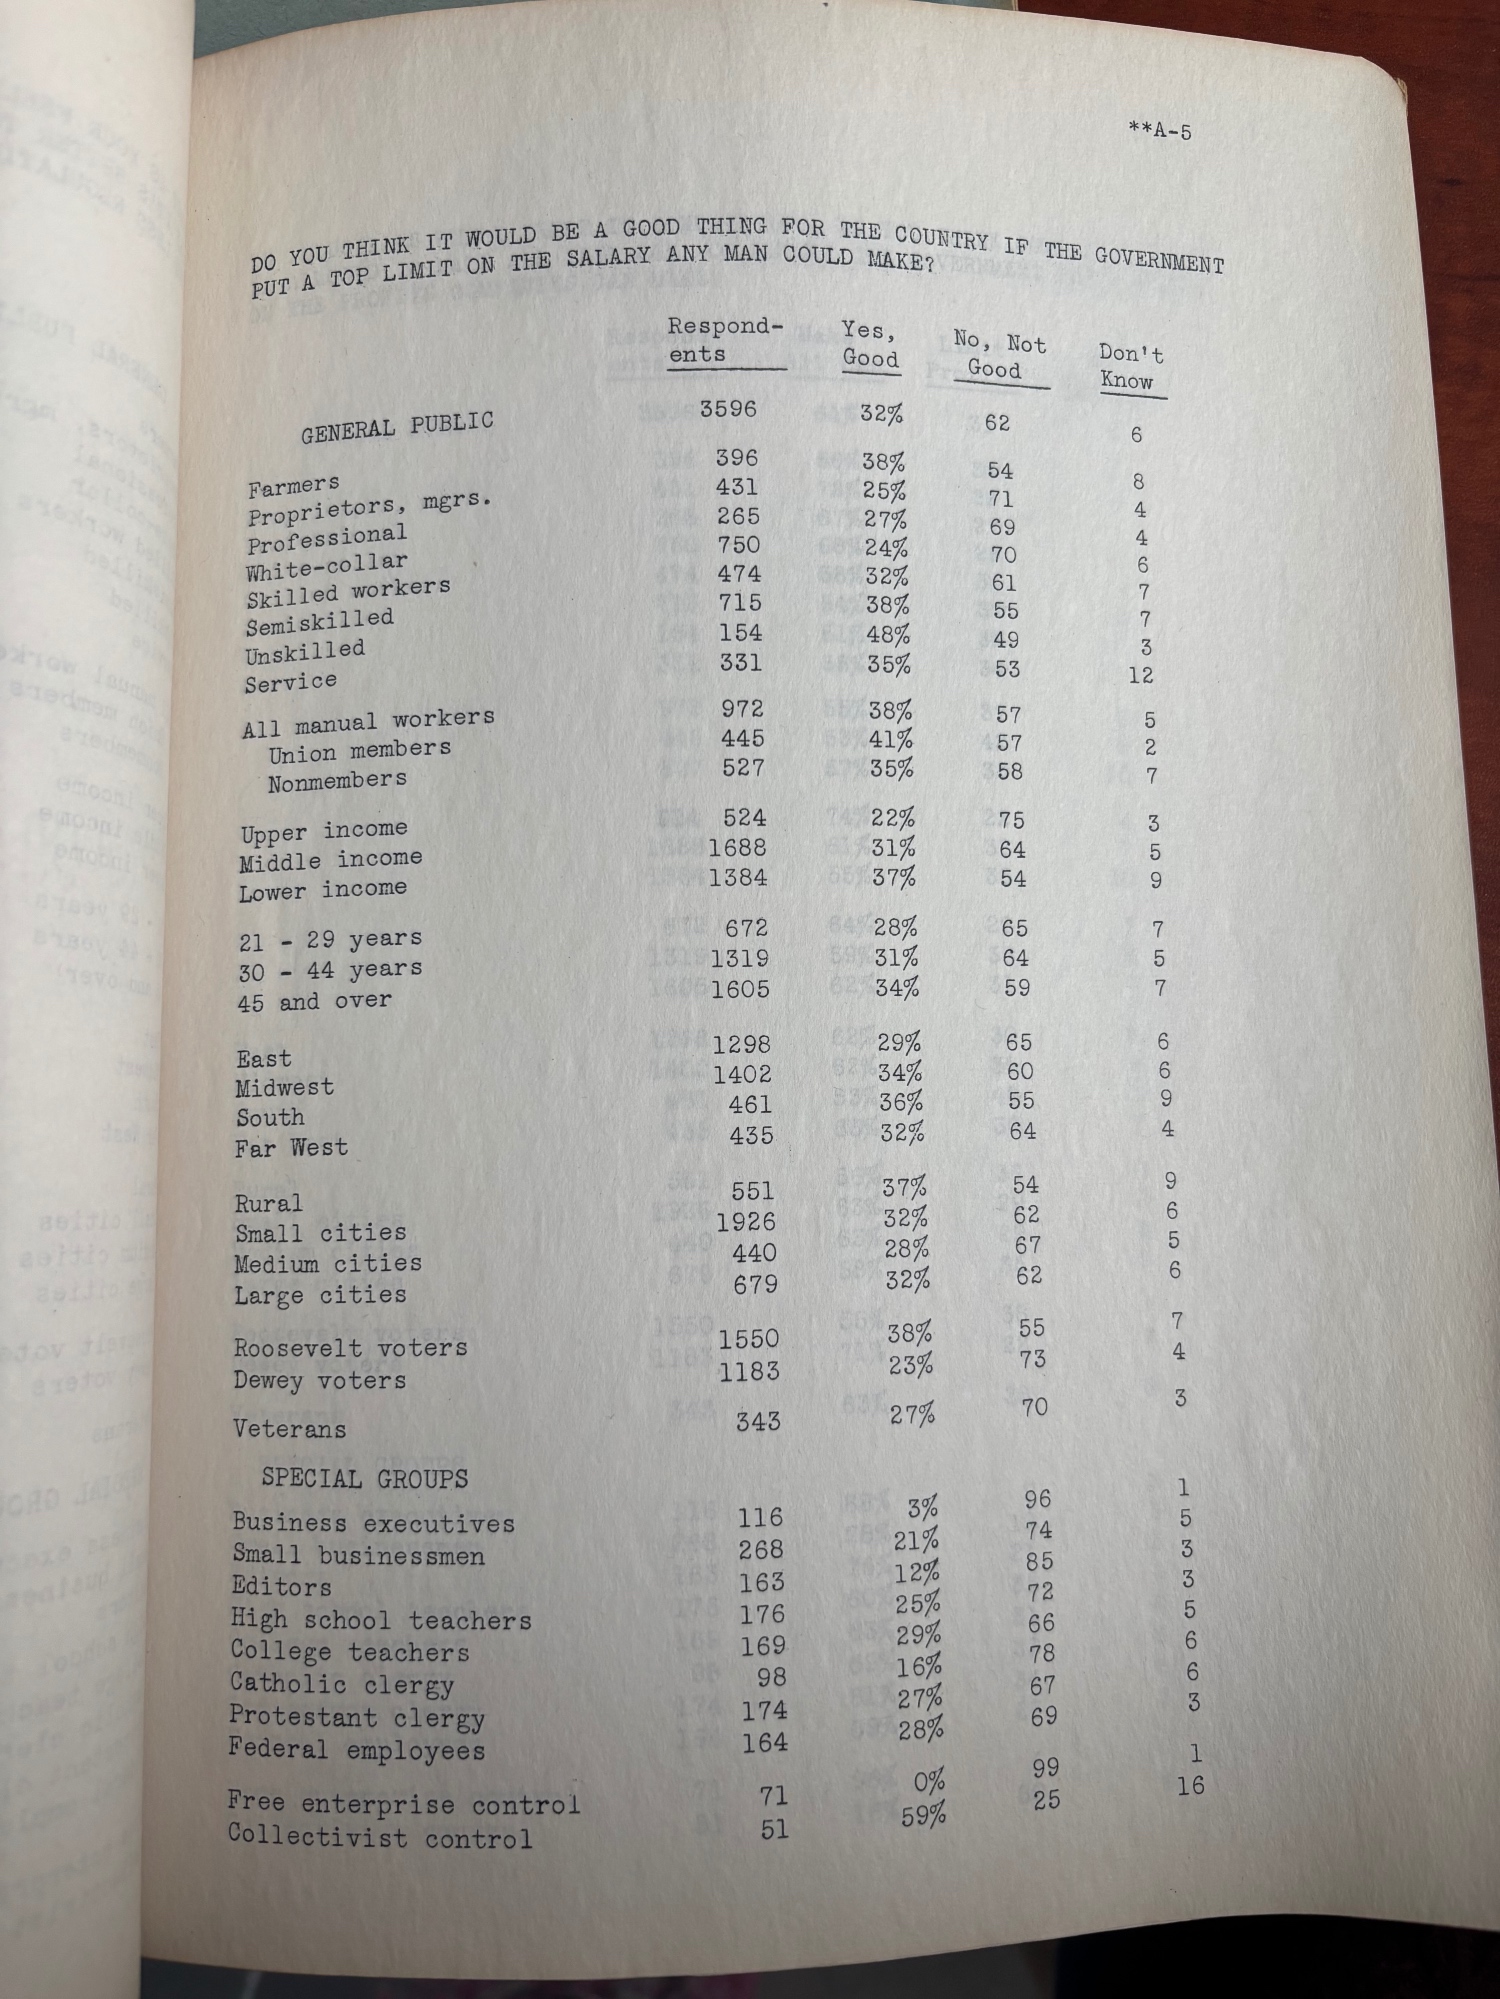 **A-5
DO YOU THINK IT WOULD BE A GOOD THING FOR THE COUNTRY IF THE GOVERNMENT
PUT A TOP LIMIT ON THE SALARY ANY MAN COULD MAKE?
Respond- Yes, No, Not Don't
ents Good Good Know
GENERAL PUBLIC 3596 32% 62 6
Farmers 396 38% 54 8
Proprietors, mgrs. 431 25% 71 4
Professional 265 27% 69 4
White-collar 750 24% 70 6
Skilled workers 474 32% 61 7
Semiskilled 715 38% 55 7
Unskilled 154 48% 49 3
Service 331 35% 53 12
All manual workers 972 38% 57 5
Union members 445 41% 57 2
Nonmembers 527 35% 58 7
Upper income 524 22% 75 3
Middle income 1688 31% 64 5
Lower income 1384 37% 54 9
21 - 29 years 672 28% 65 7
30 - 44 years 1319 31% 64 5
45 and over 1605 34% 59 7
East 1298 29% 65 6
Midwest 1402 34% 60 6
South 461 36% 55 9
Far West 435 32% 64 4
Rural 551 37% 54 9
Small cities 1926 32% 62 6
Medium cities 440 28% 67 5
Large cities 679 32% 62 6
Roosevelt voters 1550 38% 55 7
Dewey voters 1183 23% 73 4
Veterans 343 27% 70 3
SPECIAL GROUPS
Business executives 116 3% 96 1
Small businessmen 268 21% 74 5
Editors 163 12% 85 3
High school teachers 176 25% 72 3
College teachers 169 29% 66 5
Catholic clergy 98 16% 78 6
Protestant clergy 174 27% 67 6
Federal employees 164 28% 69 3
Free enterprise control 71 0% 99 1
Collectivist control 51 59% 25 16